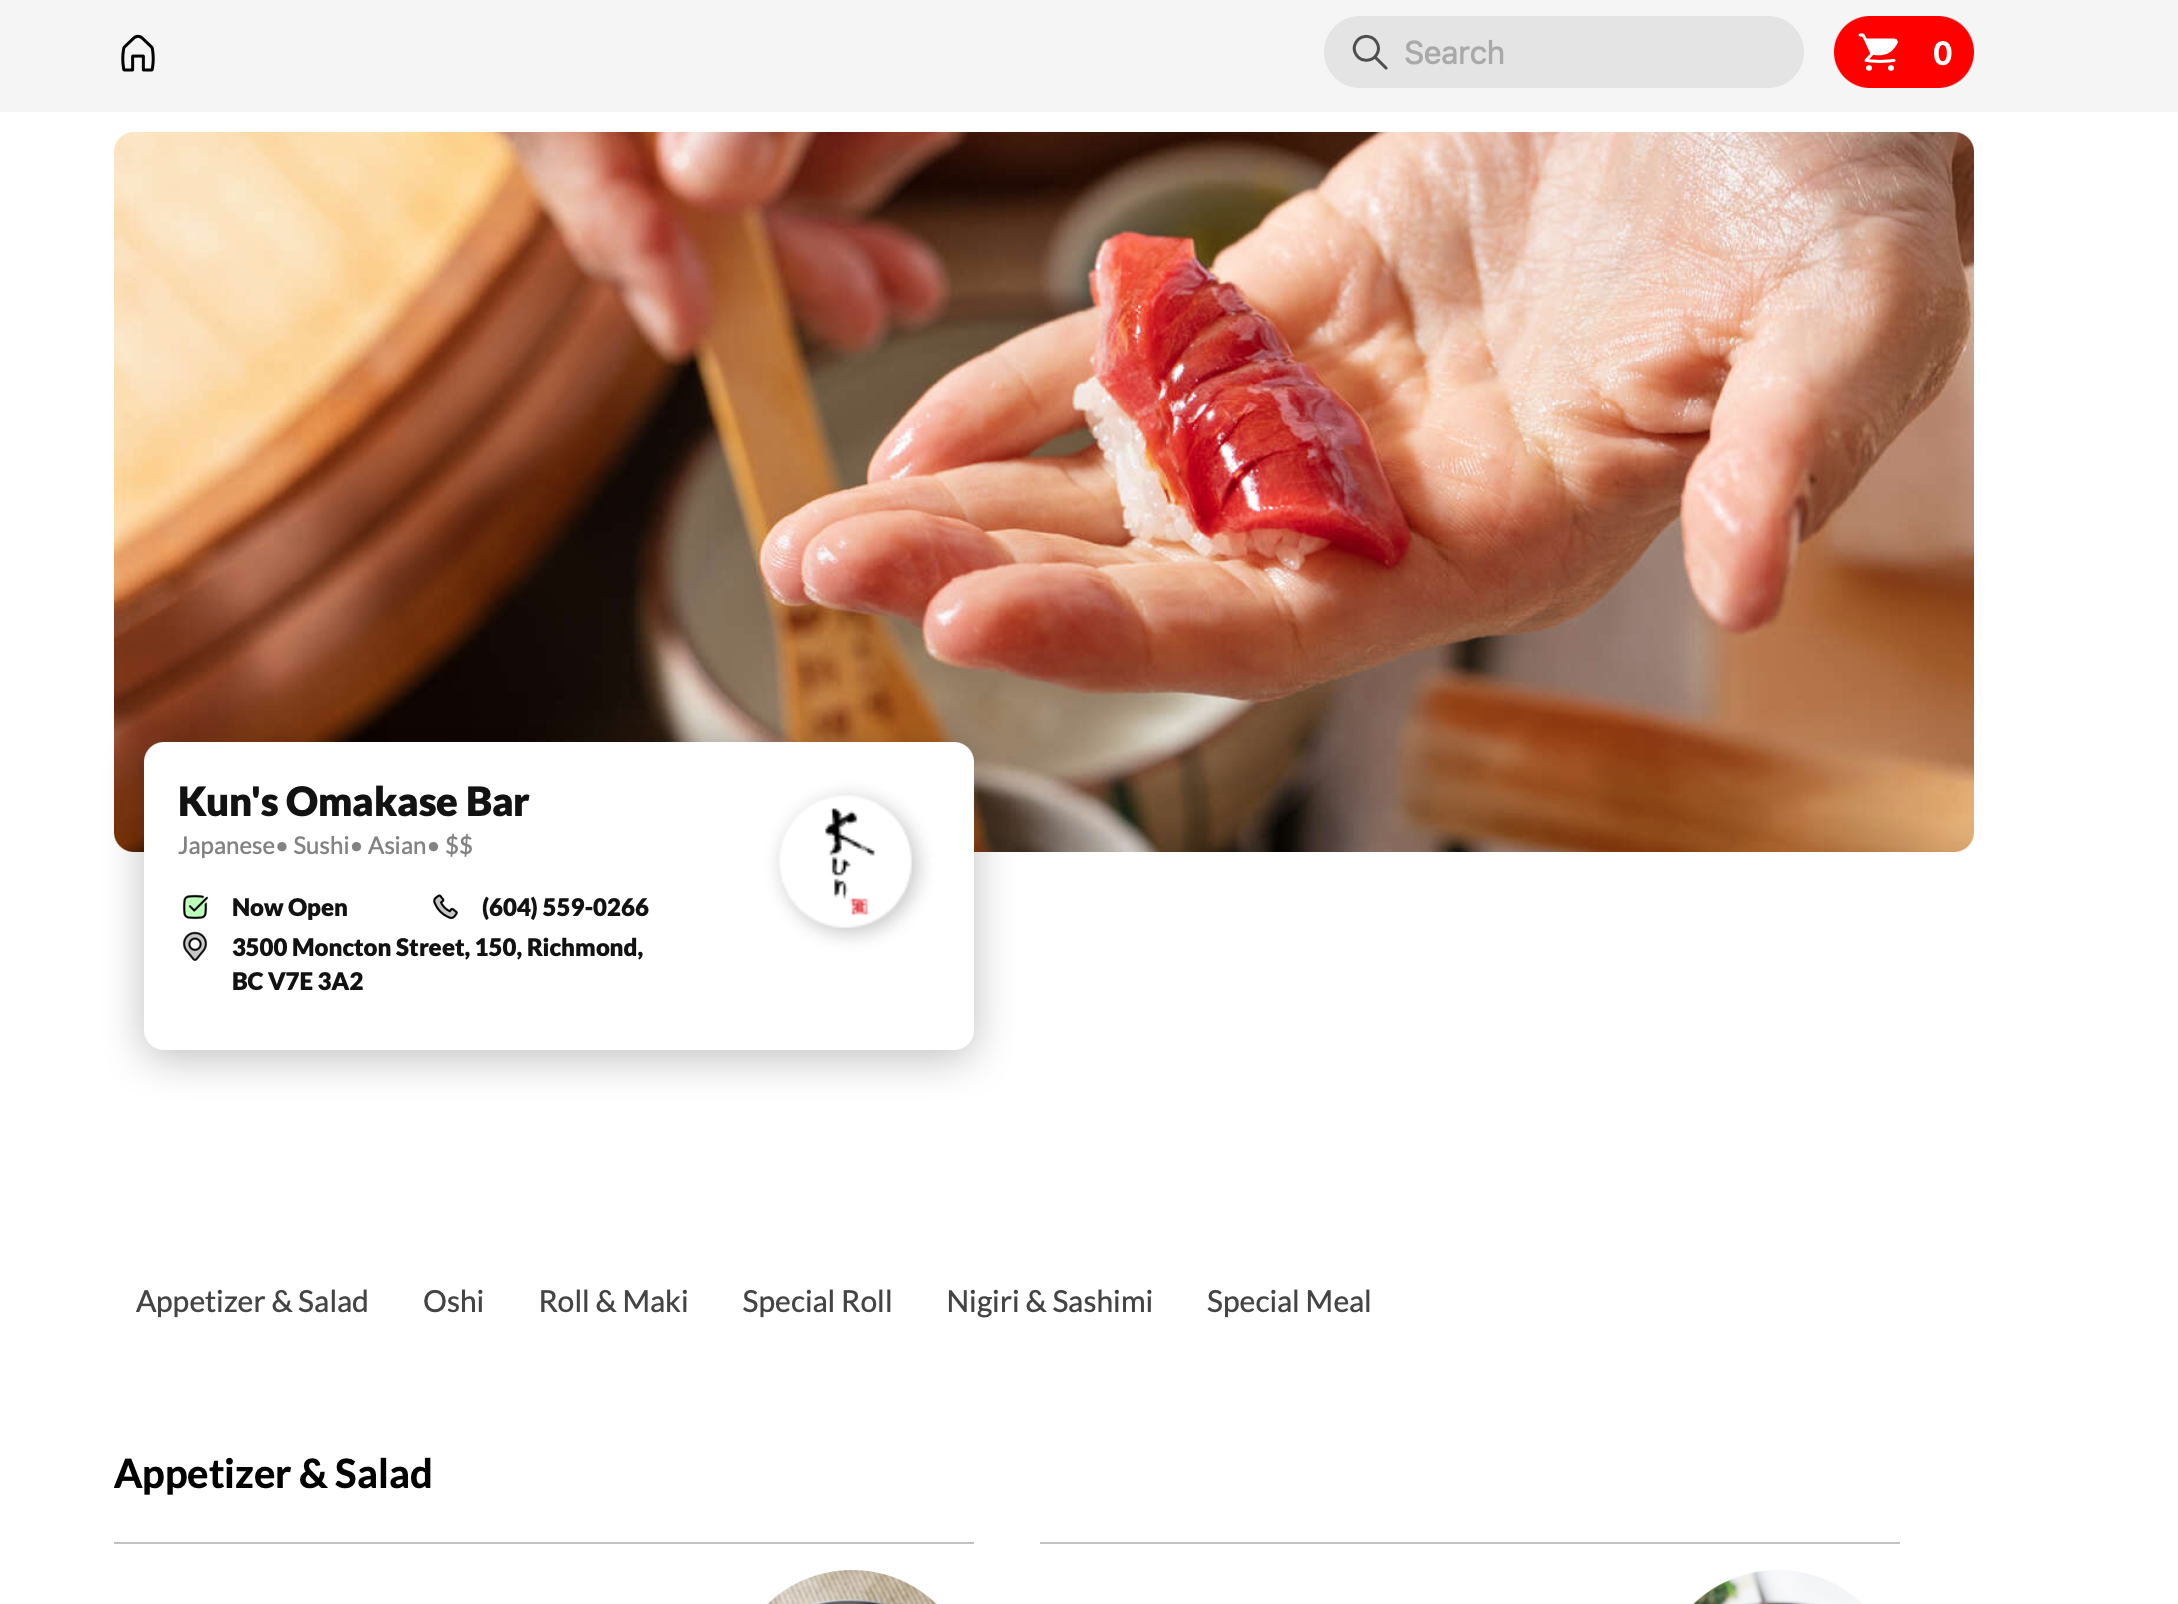 Search
0
Kun's Omakase Bar
Japanese• Sushi• Asian• $$
Kun
Now Open
(604) 559-0266
3500 Moncton Street, 150, Richmond,
BC V7E 3A2
Appetizer & Salad
Oshi
Roll & Maki
Special Roll
Nigiri & Sashimi
Special Meal
Appetizer & Salad